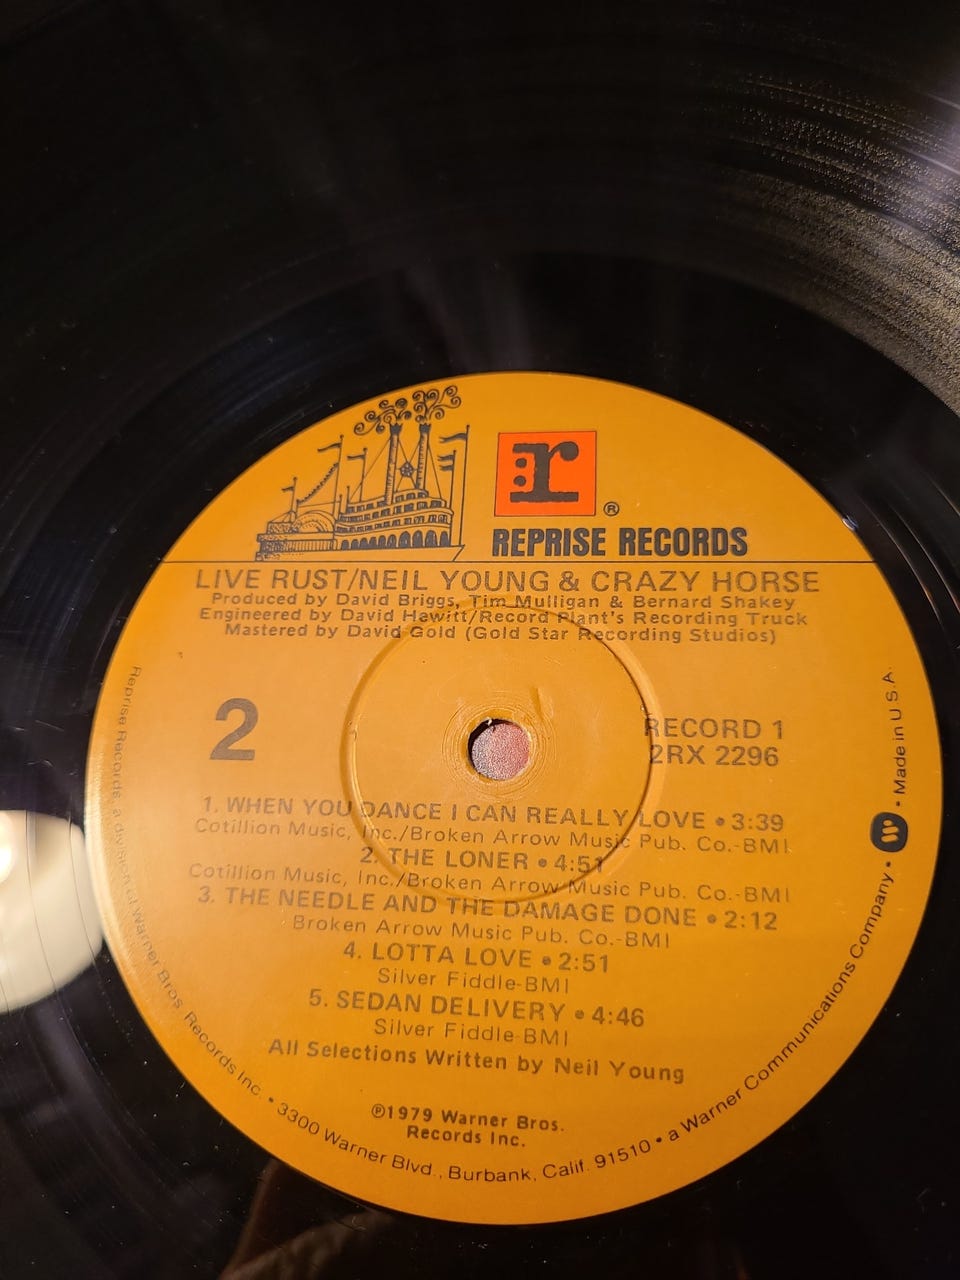 r
®
REPRISE RECORDS
LIVE RUST/NEIL YOUNG & CRAZY HORSE
Produced by David Briggs, Tim Mulligan & Bernard Shakey
Engineered by David Hewitt/Record Plant's Recording Truck
Mastered by David Gold (Gold Star Recording Studios)
2
RECORD 1
2RX 2296
1. WHEN YOU DANCE I CAN REALLY LOVE • 3:39
Cotillion Music, Inc./Broken Arrow Music Pub. Co.-BMI
2. THE LONER • 4:51
Cotillion Music, Inc./Broken Arrow Music Pub. Co.-BMI
3. THE NEEDLE AND THE DAMAGE DONE • 2:12
Broken Arrow Music Pub. Co.-BMI
4. LOTTA LOVE • 2:51
Silver Fiddle-BMI
5. SEDAN DELIVERY • 4:46
Silver Fiddle-BMI
All Selections Written by Neil Young
℗1979 Warner Bros.
Records Inc.
Reprise Records, a division of Warner Bros. Records Inc. • 3300 Warner Blvd., Burbank, Calif. 91510 • a Warner Communications Company • W • Made in U.S.A.